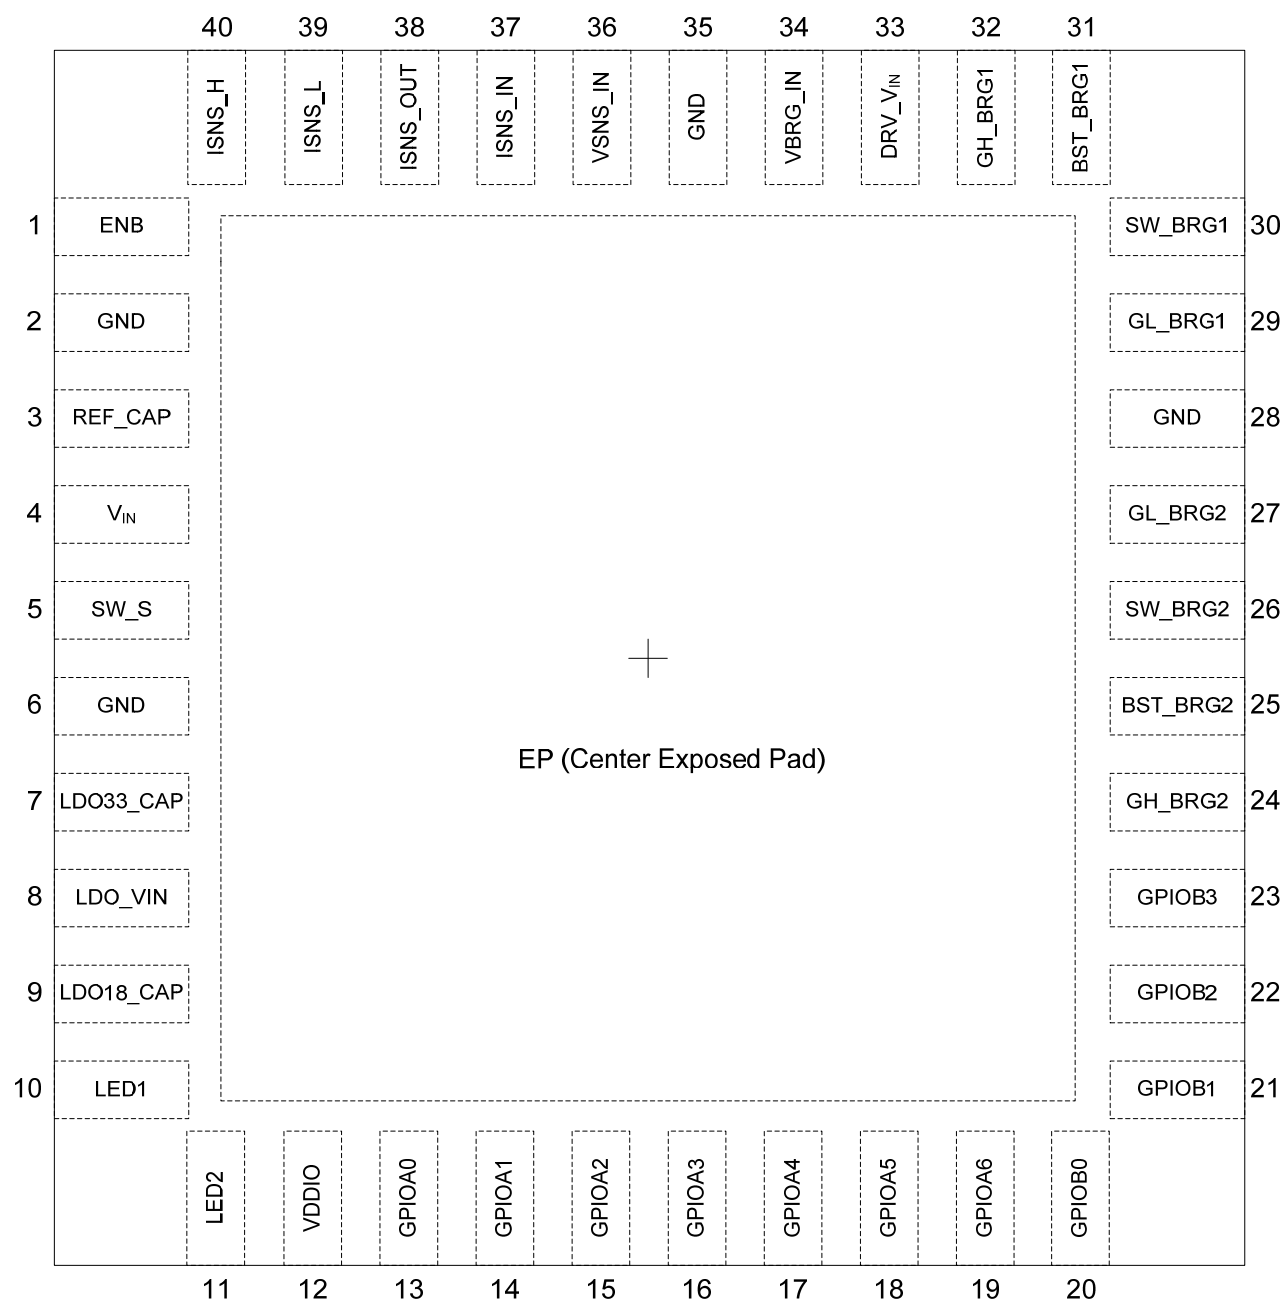 40 39 38 37 36 35 34 33 32 31
ISNS_H
ISNS_L
ISNS_OUT
ISNS_IN
VSNS_IN
GND
VBRG_IN
DRV_VIN
GH_BRG1
BST_BRG1
1 ENB
SW_BRG1 30
2 GND
GL_BRG1 29
3 REF_CAP
GND 28
4 VIN
GL_BRG2 27
5 SW_S
SW_BRG2 26
6 GND
BST_BRG2 25
EP (Center Exposed Pad)
7 LDO33_CAP
GH_BRG2 24
8 LDO_VIN
GPIOB3 23
9 LDO18_CAP
GPIOB2 22
10 LED1
GPIOB1 21
LED2
VDDIO
GPIOA0
GPIOA1
GPIOA2
GPIOA3
GPIOA4
GPIOA5
GPIOA6
GPIOB0
11 12 13 14 15 16 17 18 19 20